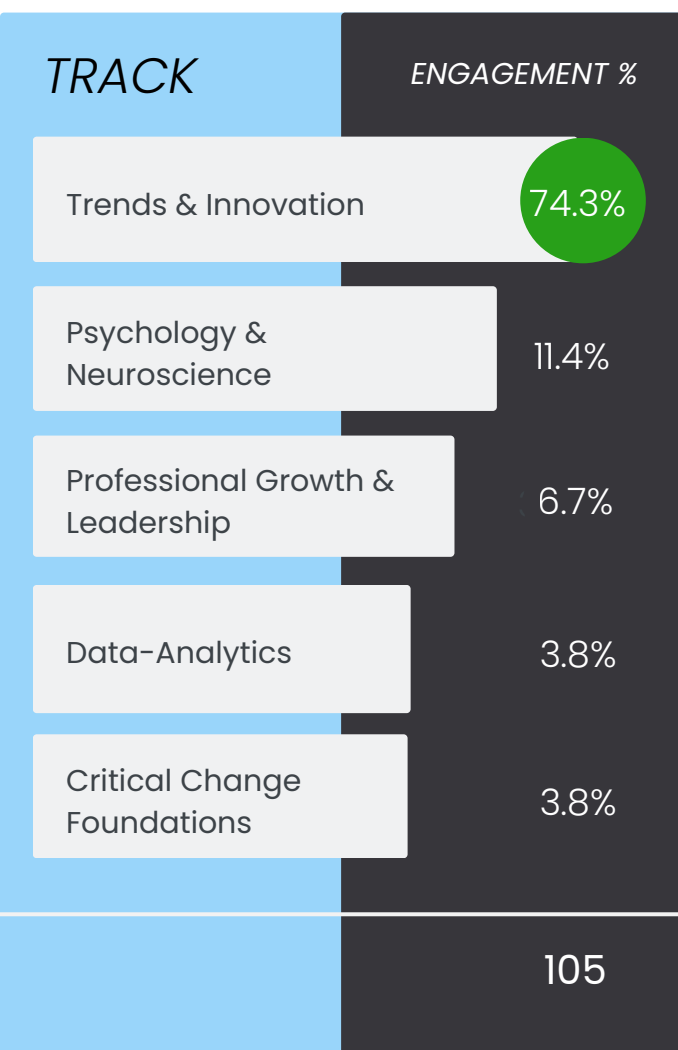 TRACK
ENGAGEMENT %
Trends & Innovation
74.3%
Psychology &
Neuroscience
11.4%
Professional Growth &
Leadership
6.7%
Data-Analytics
3.8%
Critical Change
Foundations
3.8%
105